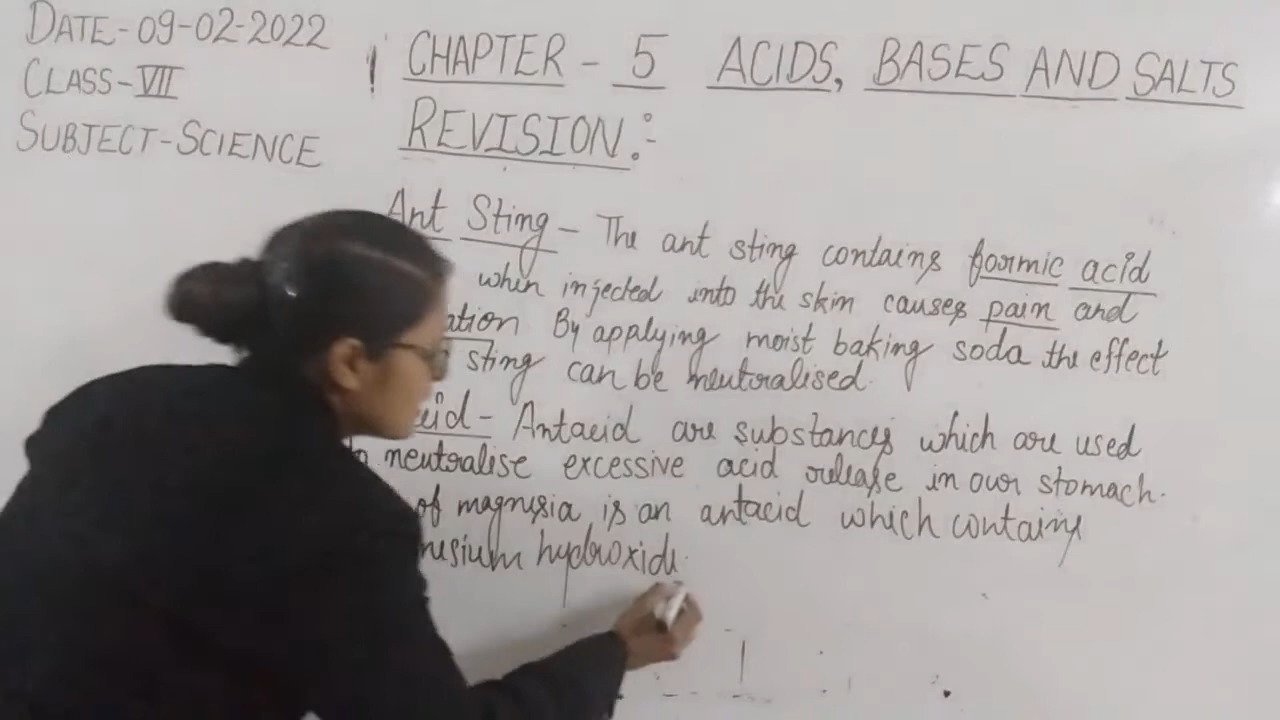 DATE-09-02-2022
CLASS-VII
SUBJECT-SCIENCE
CHAPTER - 5 ACIDS, BASES AND SALTS
REVISION:-
Ant Sting - The ant sting contains formic acid
when injected into the skin causes pain and
ation By applying moist baking soda the effect
sting can be neutralised.
cid - Antacid are substances which are used
neutralise excessive acid release in our stomach.
of magnesia is an antacid which contains
nesium hydroxide.